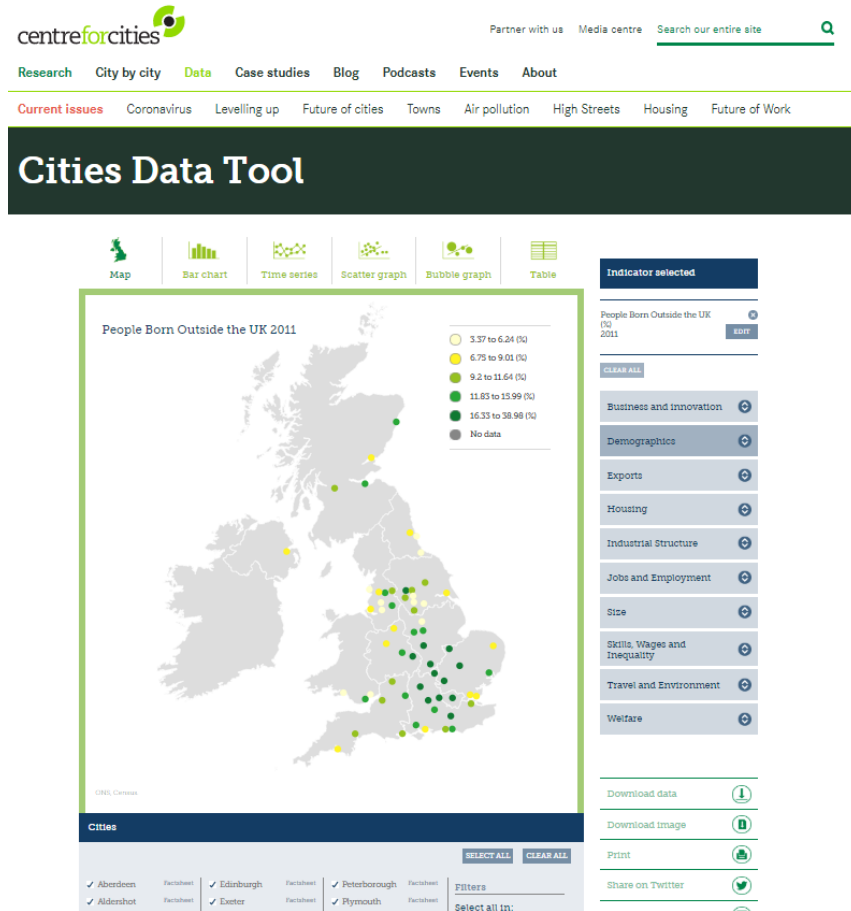 centreforcities
Partner with us Media centre Search our entire site
Research City by city Data Case studies Blog Podcasts Events About
Current issues Coronavirus Levelling up Future of cities Towns Air pollution High Streets Housing Future of Work
Cities Data Tool
Map Bar chart Time series Scatter graph Bubble graph Table
People Born Outside the UK 2011
3.37 to 6.24 (%)
6.75 to 9.01 (%)
9.2 to 11.64 (%)
11.83 to 15.99 (%)
16.33 to 38.98 (%)
No data
ONS, Census
Indicator selected
People Born Outside the UK
(%)
2011
EDIT
CLEAR ALL
Business and innovation
Demographics
Exports
Housing
Industrial Structure
Jobs and Employment
Size
Skills, Wages and
Inequality
Travel and Environment
Welfare
Download data
Download image
Print
Share on Twitter
Cities
SELECT ALL CLEAR ALL
Aberdeen Factsheet Edinburgh Factsheet Peterborough Factsheet Filters
Aldershot Factsheet Exeter Factsheet Plymouth Factsheet Select all in: